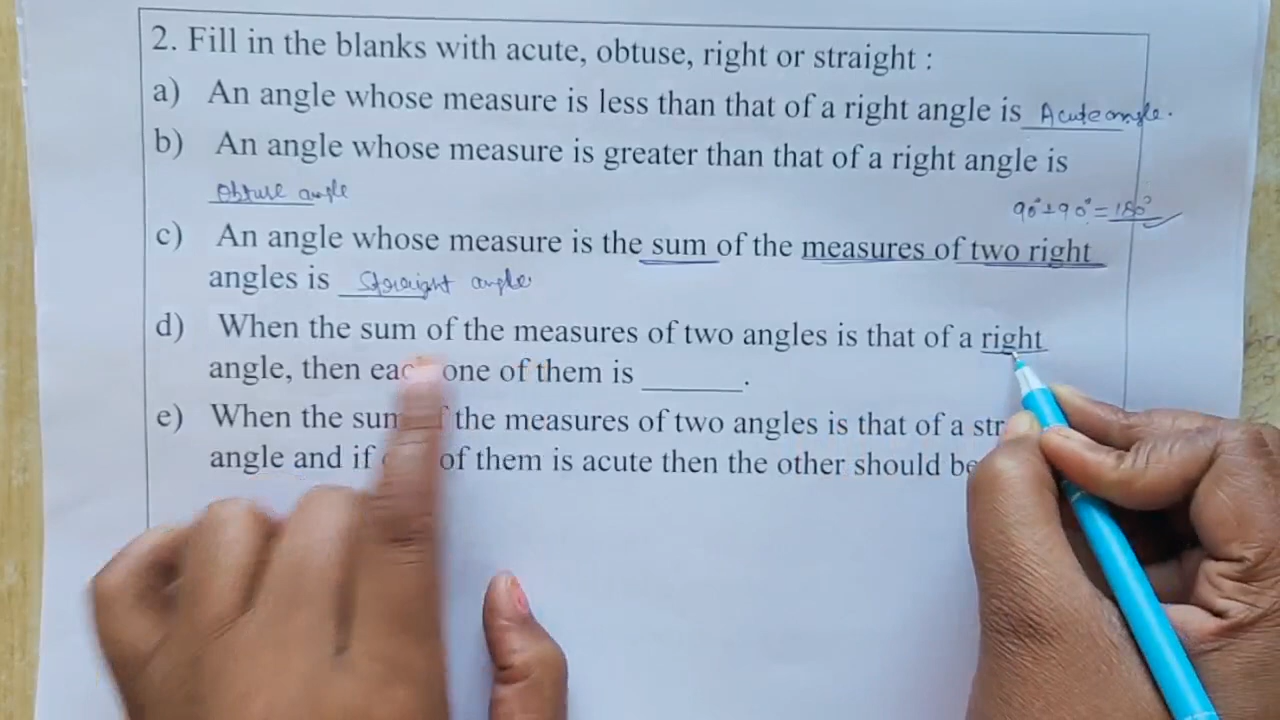 2. Fill in the blanks with acute, obtuse, right or straight :
a) An angle whose measure is less than that of a right angle is Acute angle.
b) An angle whose measure is greater than that of a right angle is
Obtuse angle
90°+90°=180°
c) An angle whose measure is the sum of the measures of two right
angles is Straight angle.
d) When the sum of the measures of two angles is that of a right
angle, then each one of them is ______.
e) When the sum of the measures of two angles is that of a
angle and if of them is acute then the other should be